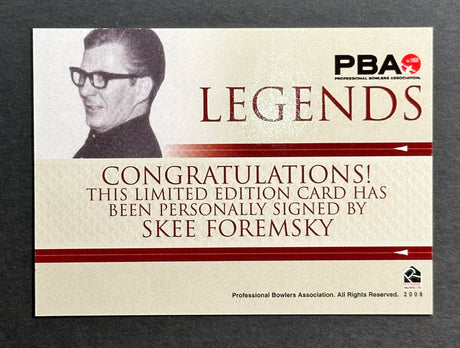 PBA
PROFESSIONAL BOWLERS ASSOCIATION.
LEGENDS
CONGRATULATIONS!
THIS LIMITED EDITION CARD HAS
BEEN PERSONALLY SIGNED BY
SKEE FOREMSKY
Professional Bowlers Association. All Rights Reserved. 2008